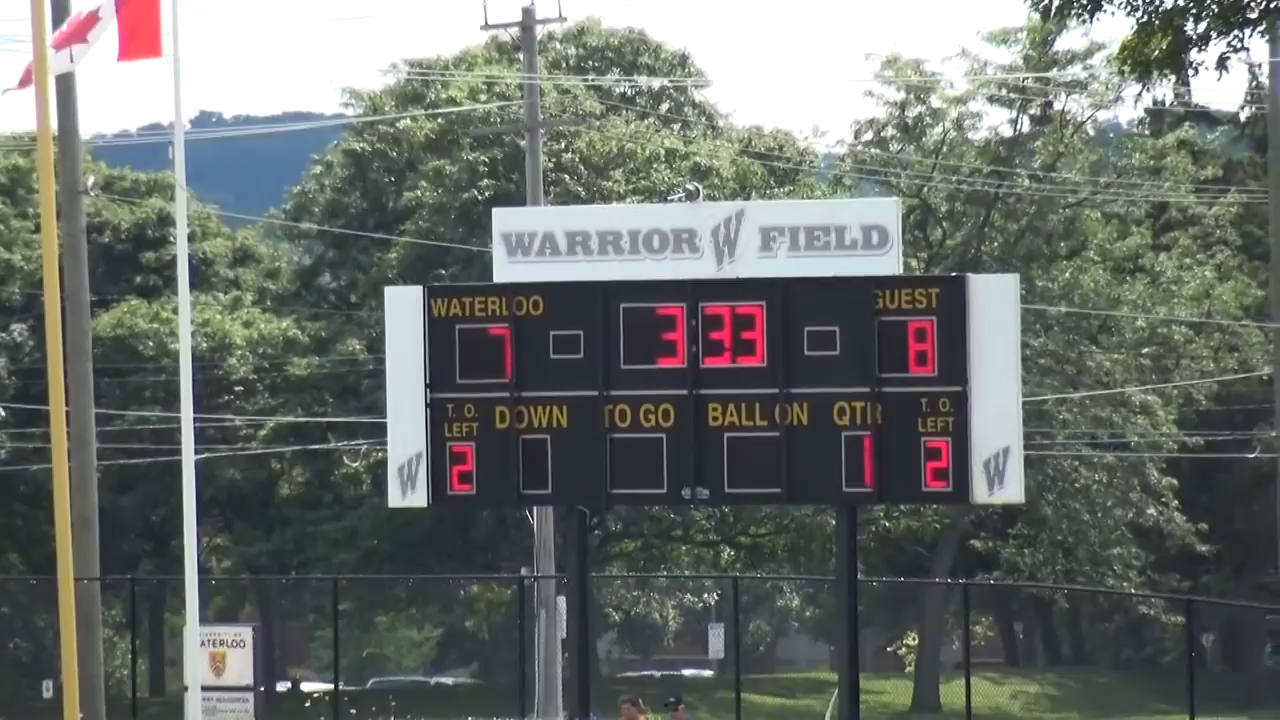 WARRIOR W FIELD
WATERLOO GUEST
7 3:33 8
T. O. LEFT DOWN TO GO BALL ON QTR T. O. LEFT
2 1 2
W W
WATERLOO